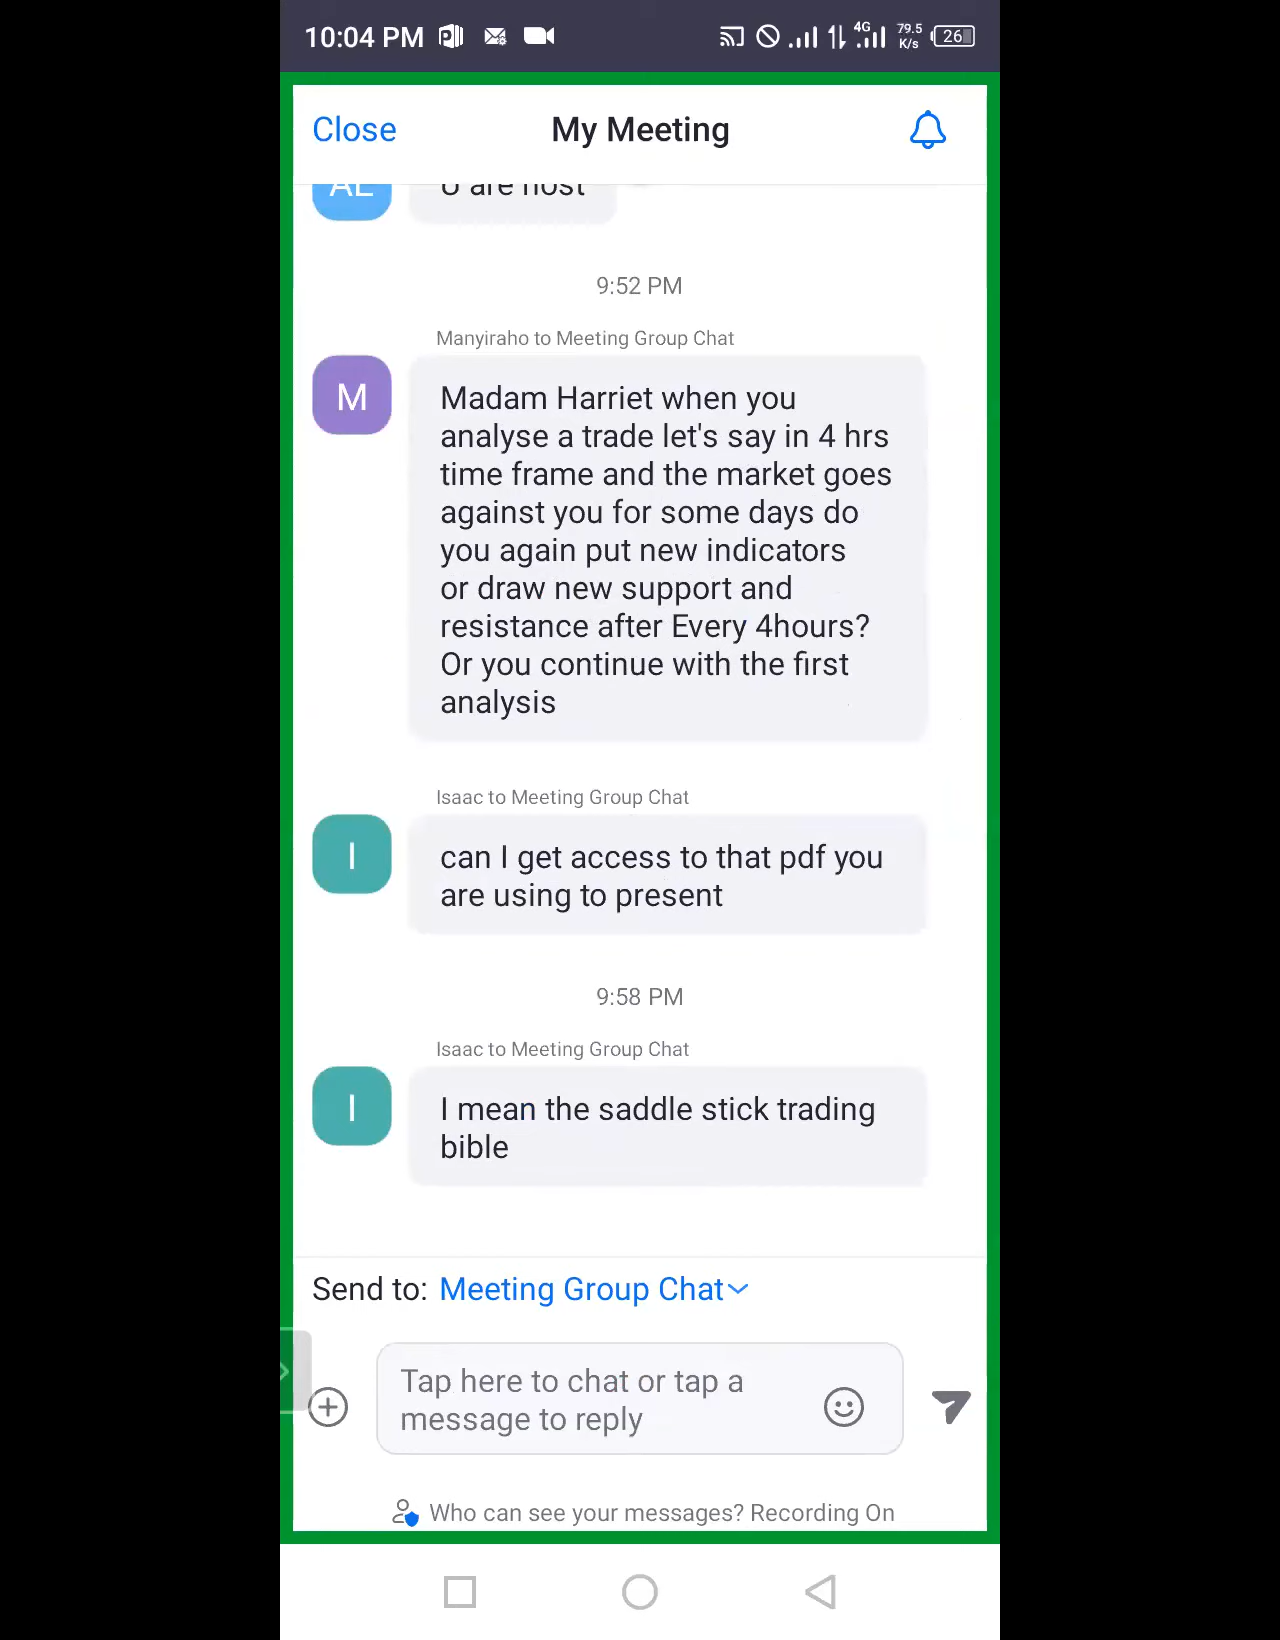 10:04 PM
4G
79.5
K/s
26
Close
My Meeting
AL
U are host
9:52 PM
Manyiraho to Meeting Group Chat
M
Madam Harriet when you
analyse a trade let's say in 4 hrs
time frame and the market goes
against you for some days do
you again put new indicators
or draw new support and
resistance after Every 4hours?
Or you continue with the first
analysis
Isaac to Meeting Group Chat
I
can I get access to that pdf you
are using to present
9:58 PM
Isaac to Meeting Group Chat
I
I mean the saddle stick trading
bible
Send to: Meeting Group Chat
Tap here to chat or tap a
message to reply
Who can see your messages? Recording On